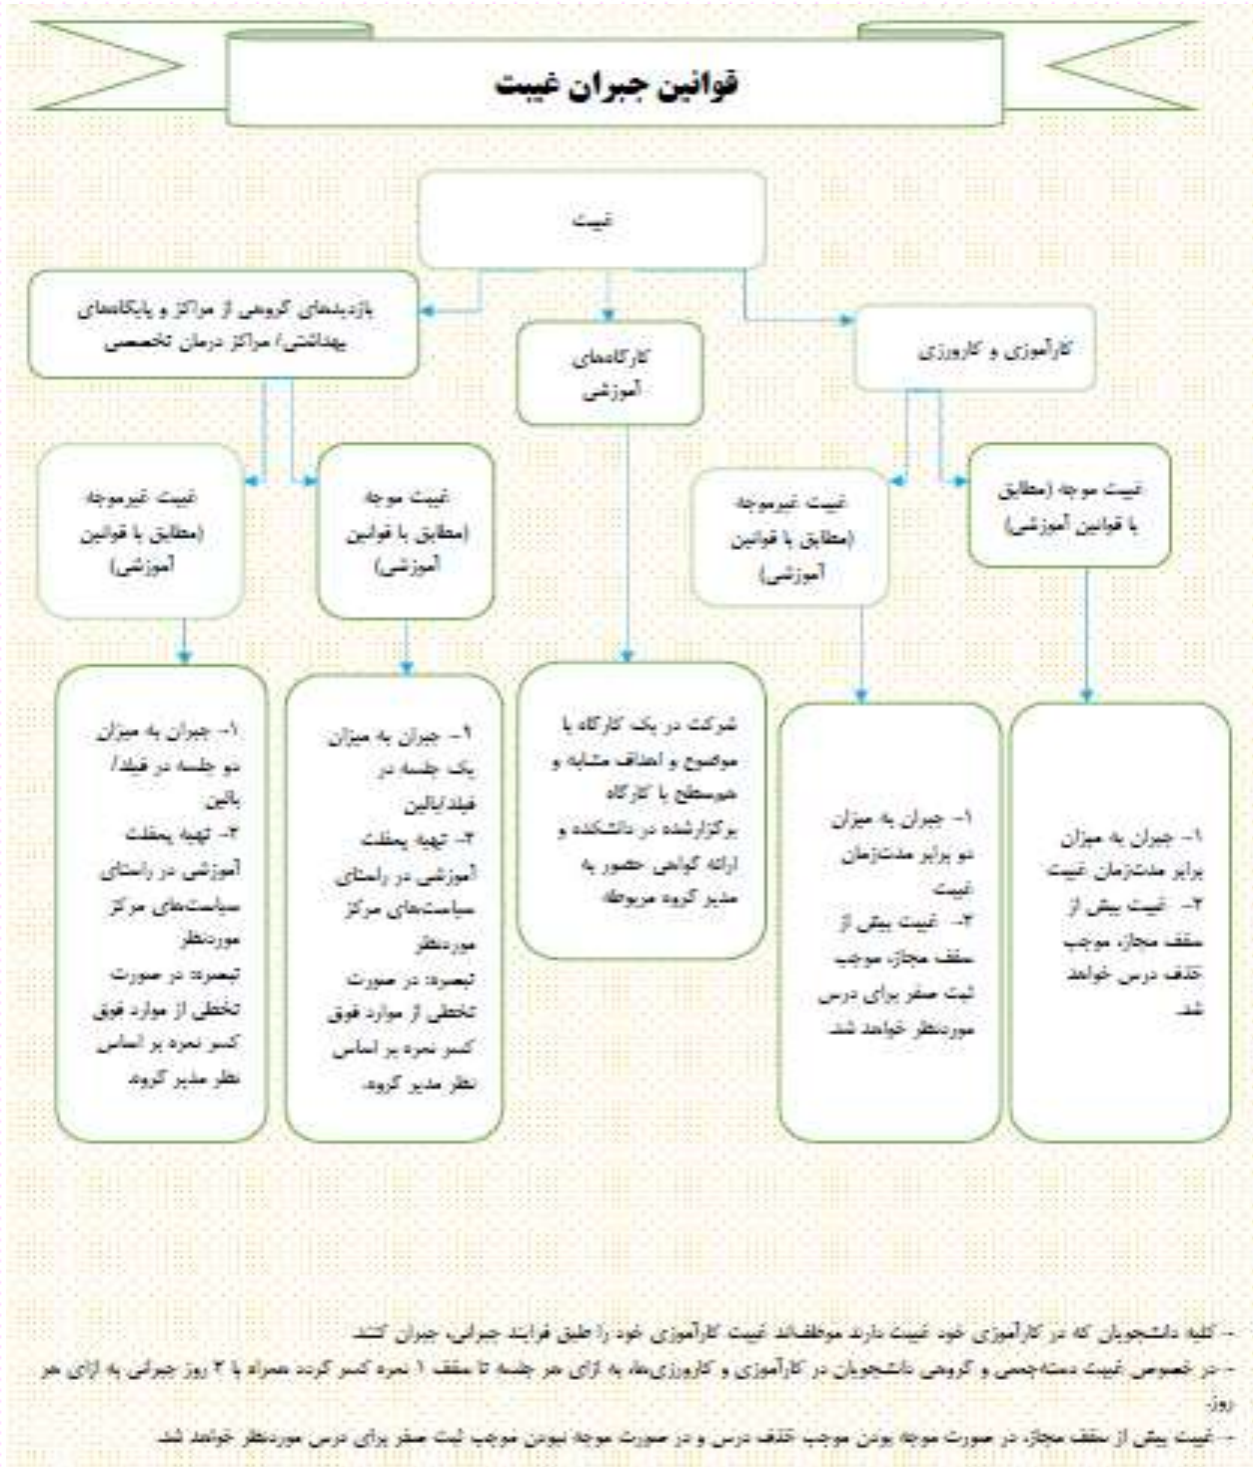 قوانین جبران غیبت
غیبت
کارآموزی و کارورزی
کارگاه‌های
آموزشی
بازدیدهای گروهی از مراکز و پایگاه‌های
بهداشتی/ مراکز درمان تخصصی
غیبت موجه (مطابق
با قوانین آموزشی)
غیبت غیرموجه
(مطابق با قوانین
آموزشی)
غیبت موجه
(مطابق با قوانین
آموزشی)
غیبت غیرموجه
(مطابق با قوانین
آموزشی)
۱- جبران به میزان
برابر مدت‌زمان غیبت
۲- غیبت بیش از
سقف مجاز، موجب
حذف درس خواهد
شد.
۱- جبران به میزان
دو برابر مدت‌زمان
غیبت
۲- غیبت بیش از
سقف مجاز، موجب
ثبت صفر برای درس
موردنظر خواهد شد.
شرکت در یک کارگاه با
موضوع و اهداف مشابه و
هم‌سطح با کارگاه
برگزارشده در دانشکده و
ارائه گواهی حضور به
مدیر گروه مربوطه.
۱- جبران به میزان
یک جلسه در
فیلد/بالین
۲- تهیه پمفلت
آموزشی در راستای
سیاست‌های مرکز
موردنظر
تبصره: در صورت
تخطی از موارد فوق
کسر نمره بر اساس
نظر مدیر گروه.
۱- جبران به میزان
دو جلسه در فیلد/
بالین
۲- تهیه پمفلت
آموزشی در راستای
سیاست‌های مرکز
موردنظر
تبصره: در صورت
تخطی از موارد فوق
کسر نمره بر اساس
نظر مدیر گروه.
- کلیه دانشجویان که در کارآموزی خود غیبت دارند موظف‌اند غیبت کارآموزی خود را طبق فرایند جبرانی، جبران کنند.
- در خصوص غیبت دسته‌جمعی و گروهی دانشجویان در کارآموزی و کارورزی‌ها، به ازای هر جلسه تا سقف ۱ نمره کسر گردد همراه با ۲ روز جبرانی به ازای هر
روز.
- غیبت بیش از سقف مجاز، در صورت موجه بودن موجب حذف درس و در صورت موجه نبودن موجب ثبت صفر برای درس موردنظر خواهد شد.